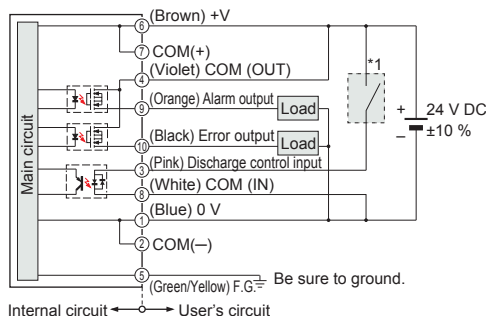 (Brown) +V
6
7 COM(+)
*1
(Violet) COM (OUT)
4
(Orange) Alarm output
9
Load
+
24 V DC
±10 %
–
(Black) Error output
10
Load
(Pink) Discharge control input
3
(White) COM (IN)
8
(Blue) 0 V
1
2 COM(–)
5
(Green/Yellow) F.G.
Be sure to ground.
Main circuit
Internal circuit
User's circuit